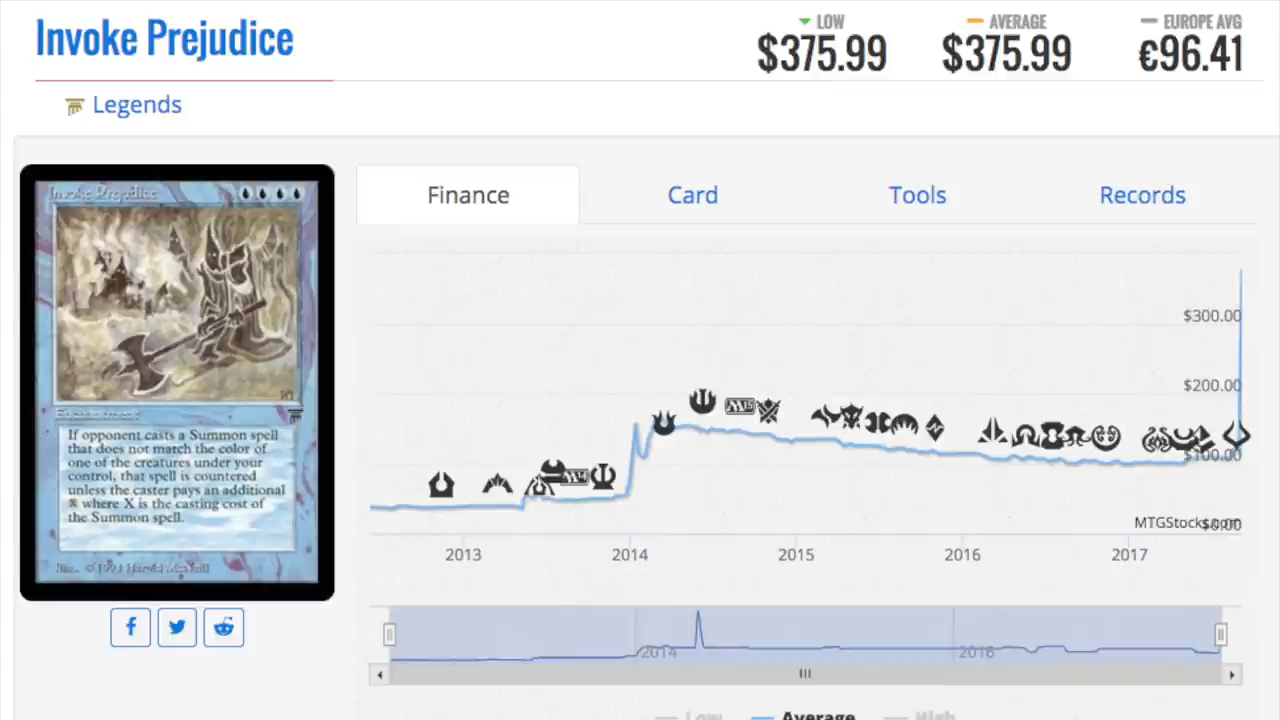 Invoke Prejudice
LOW
$375.99
AVERAGE
$375.99
EUROPE AVG
€96.41
Legends
Invoke Prejudice
If opponent casts a Summon spell
that does not match the color of
one of the creatures under your
control, that spell is countered
unless the caster pays an additional
X where X is the casting cost of
the Summon spell.
Finance
Card
Tools
Records
$300.00
$200.00
$100.00
MTGStocks.com
$0.00
2013
2014
2015
2016
2017
2014
2016
Low
Average
High